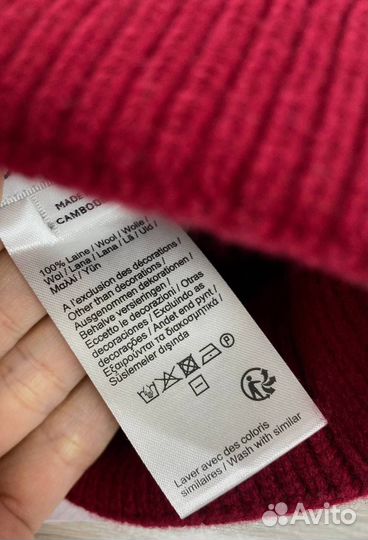 MADE
CAMBOD
100% Laine / Wool / Wolle /
Wol / Lana / Lana / Lã / Uld /
Μαλλί / Yün
A l'exclusion des décorations /
Other than decorations /
Ausgenommen dekorationen /
Behalve versieringen /
Eccetto le decorazioni / Otras
decoraciones / Excluindo as
decorações / Andet end pynt /
Εξαιρούνται τα διακοσμητικά /
Süslemeler dışında
P
Laver avec des coloris
similaires / Wash with similar
Avito